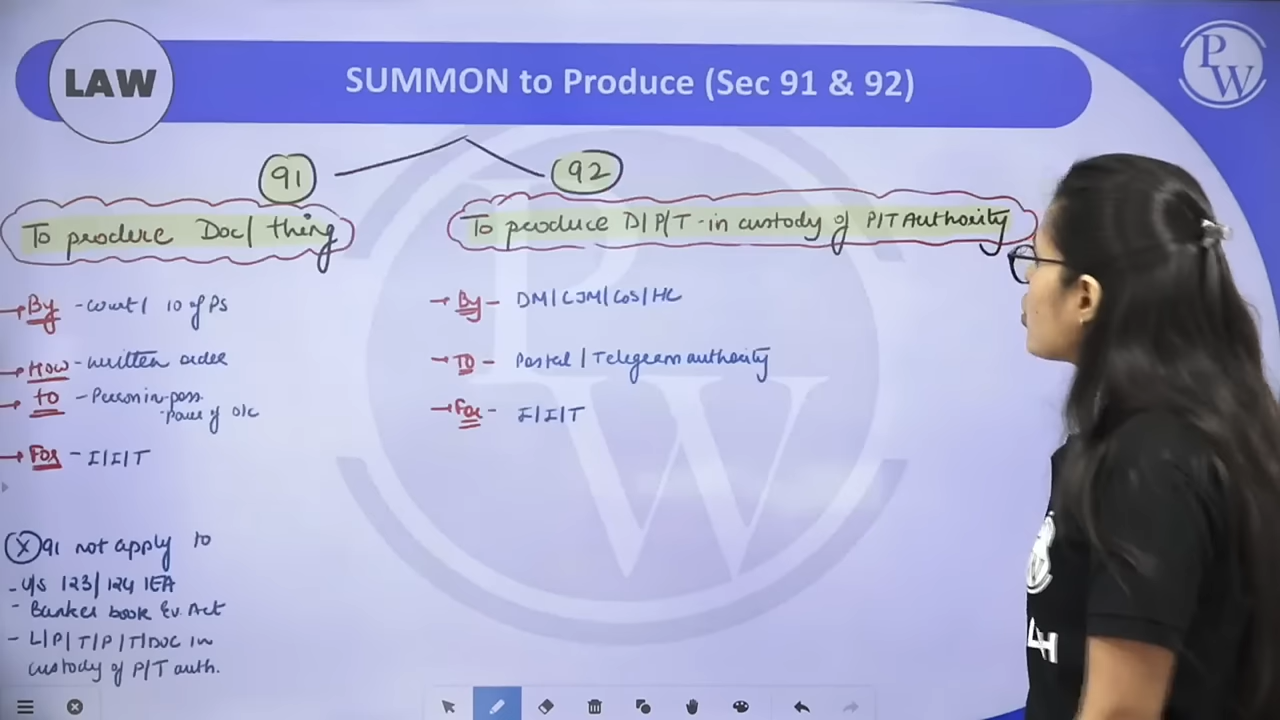 LAW
SUMMON to Produce (Sec 91 & 92)
PW
91
92
To produce Doc/ thing
To produce D/P/T - in custody of P/T Authority
→ By - court/ IO of PS
→ How - written order
→ to - Person in poss.
- power of D/C
→ For - I/I/T
→ By - DM/CJM/CoS/HC
→ To - Postal / Telegram authority
→ For - I/I/T
(X) 91 not apply to
- U/S 123/124 IEA
- Banker book Ev. Act
- L/P/T/P/T/DOC in
custody of P/T auth.